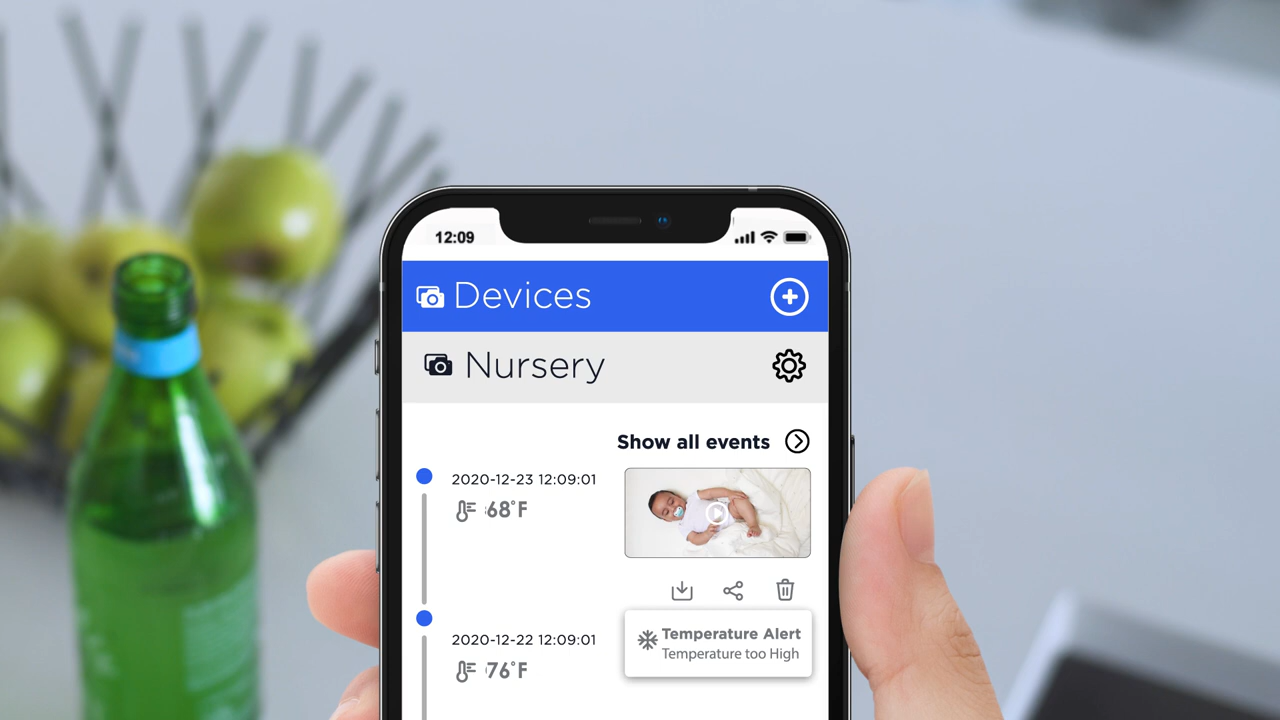 12:09
Devices
Nursery
Show all events
2020-12-23 12:09:01
68°F
2020-12-22 12:09:01
Temperature Alert
Temperature too High
76°F